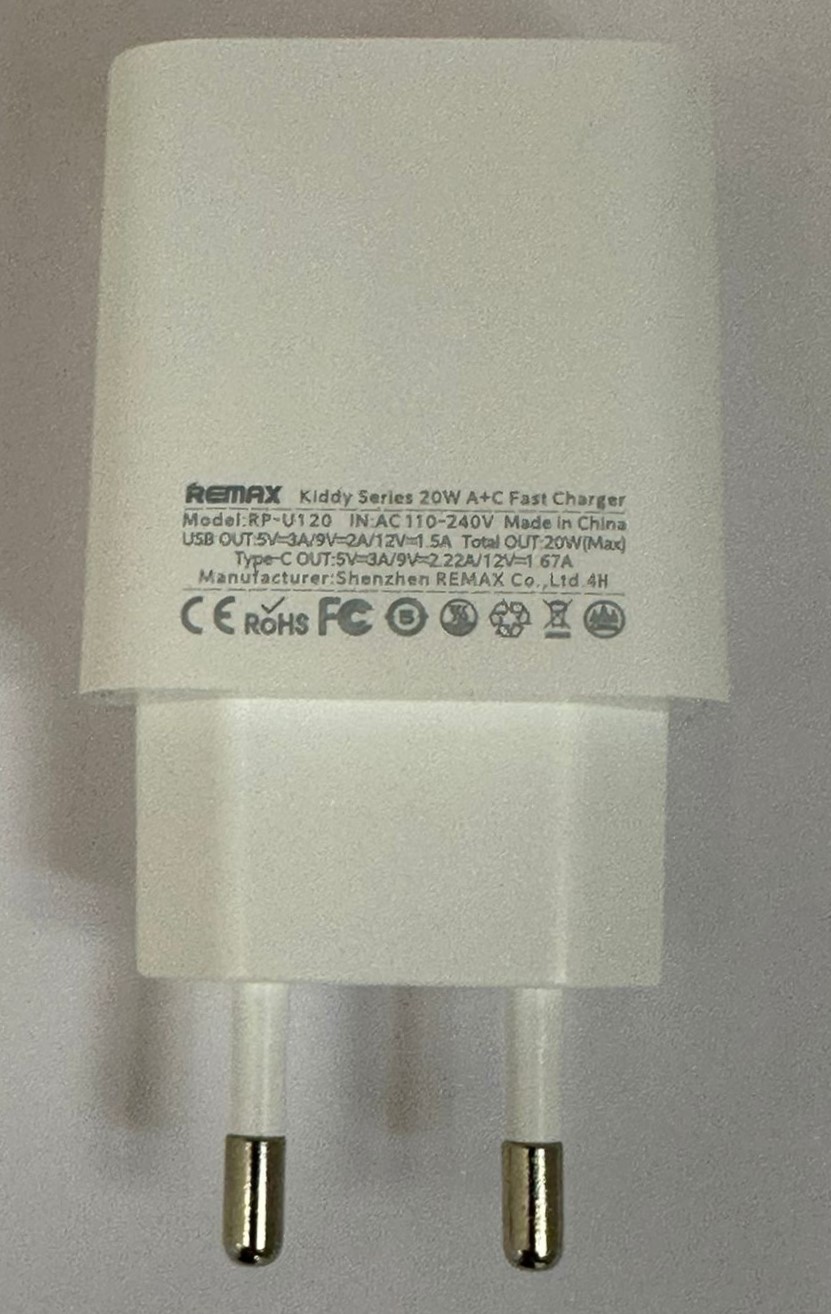 REMAX Kiddy Series 20W A+C Fast Charger
Model:RP-U120 IN:AC110-240V Made in China
USB OUT:5V⎓3A/9V⎓2A/12V⎓1.5A Total OUT:20W(Max)
Type-C OUT:5V⎓3A/9V⎓2.22A/12V⎓1.67A
Manufacturer:Shenzhen REMAX Co.,Ltd 4H
CE RoHS FC